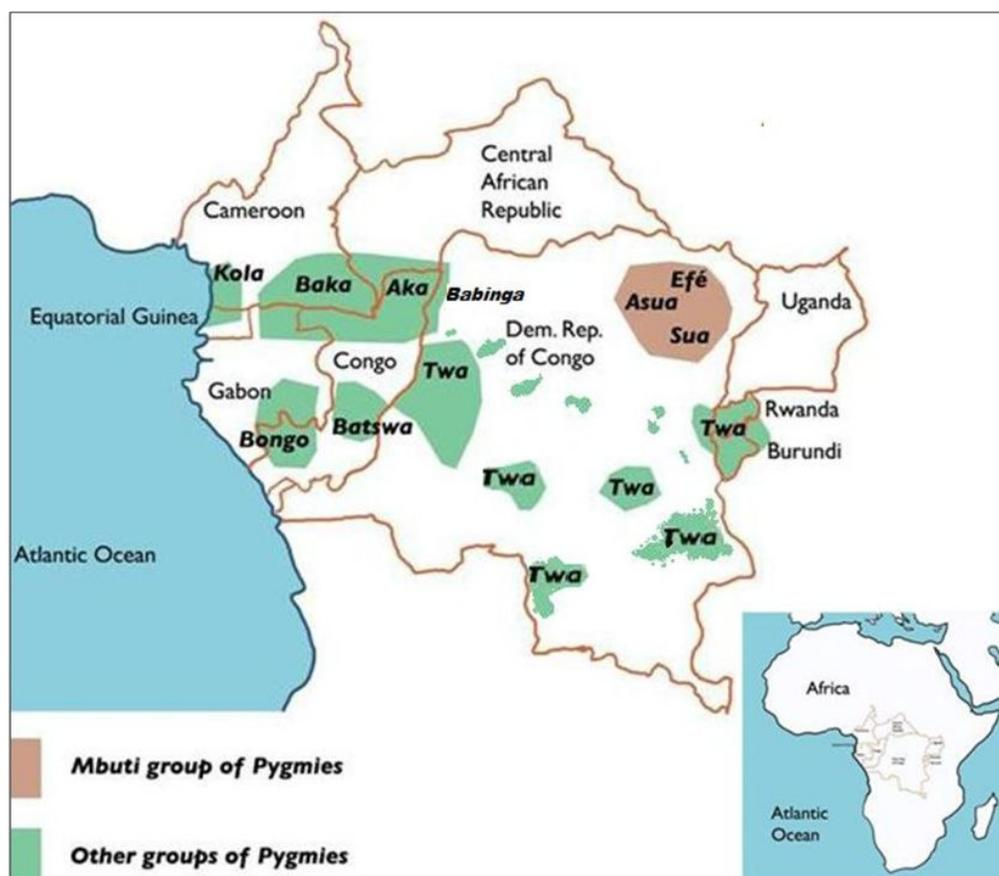 Central
African
Republic
Cameroon
Kola
Baka
Aka
Babinga
Efé
Asua
Sua
Uganda
Equatorial Guinea
Dem. Rep.
of Congo
Congo
Twa
Gabon
Bongo
Batswa
Twa
Rwanda
Burundi
Twa
Twa
Twa
Twa
Atlantic Ocean
Africa
Atlantic
Ocean
Mbuti group of Pygmies
Other groups of Pygmies